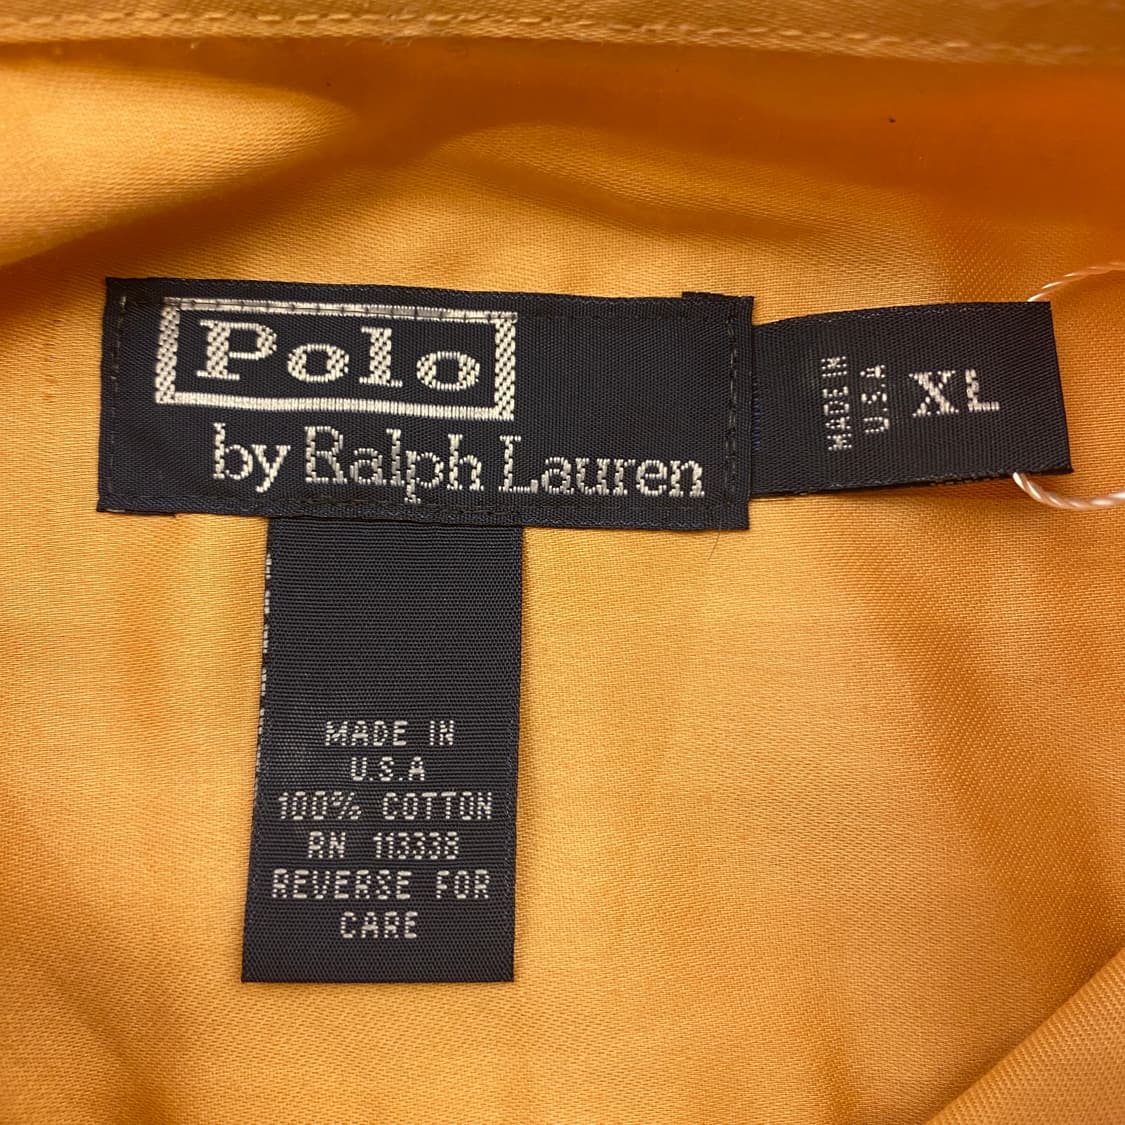 Polo
by Ralph Lauren
MADE IN
U.S.A
XL
MADE IN
U.S.A
100% COTTON
RN 113338
REVERSE FOR
CARE